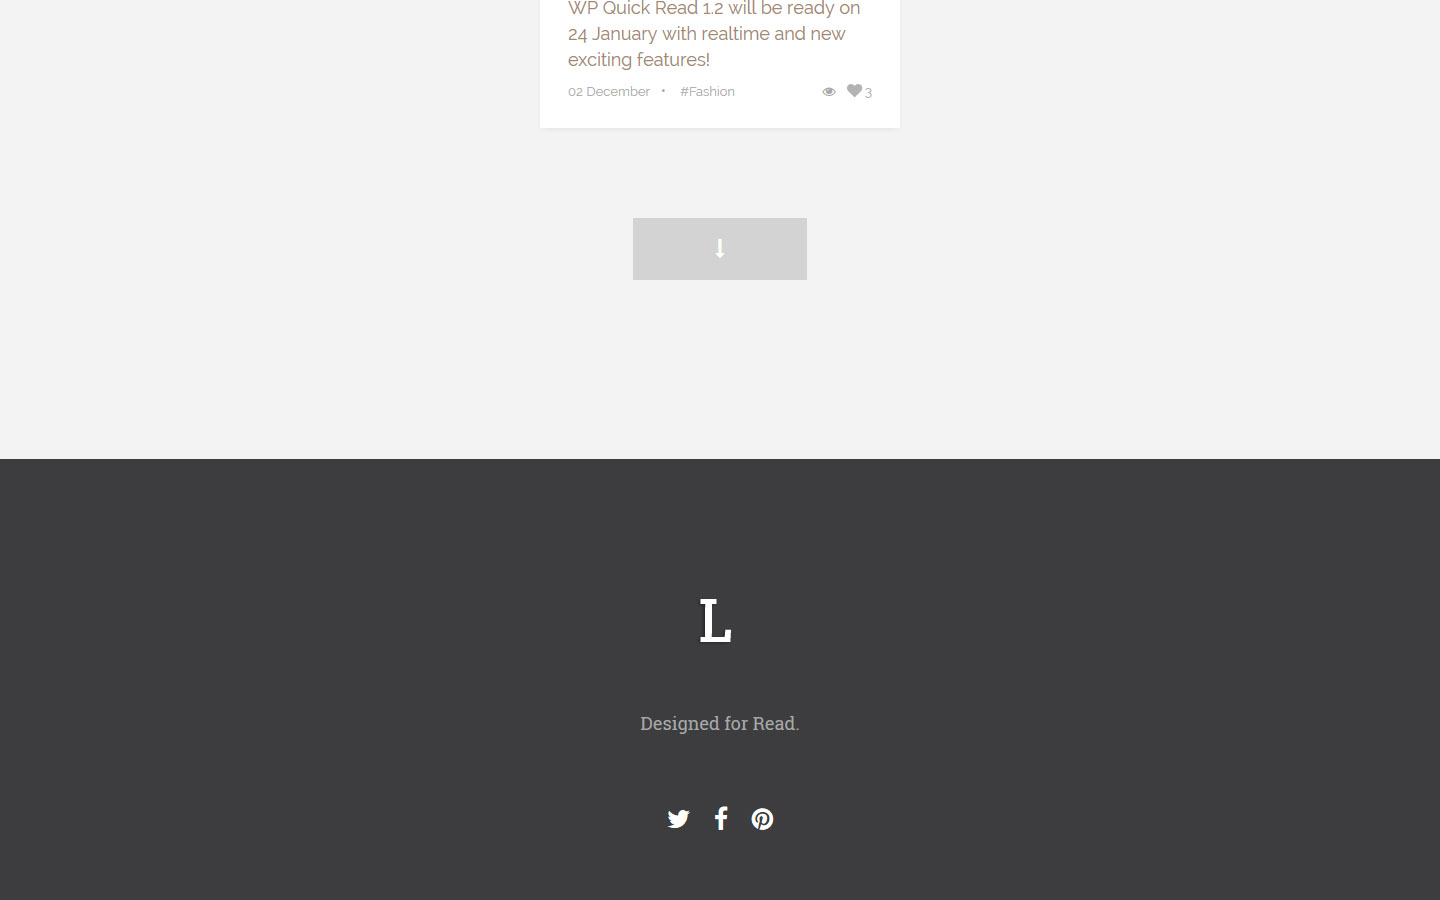 WP Quick Read 1.2 will be ready on
24 January with realtime and new
exciting features!
02 December • #Fashion 3
L
Designed for Read.